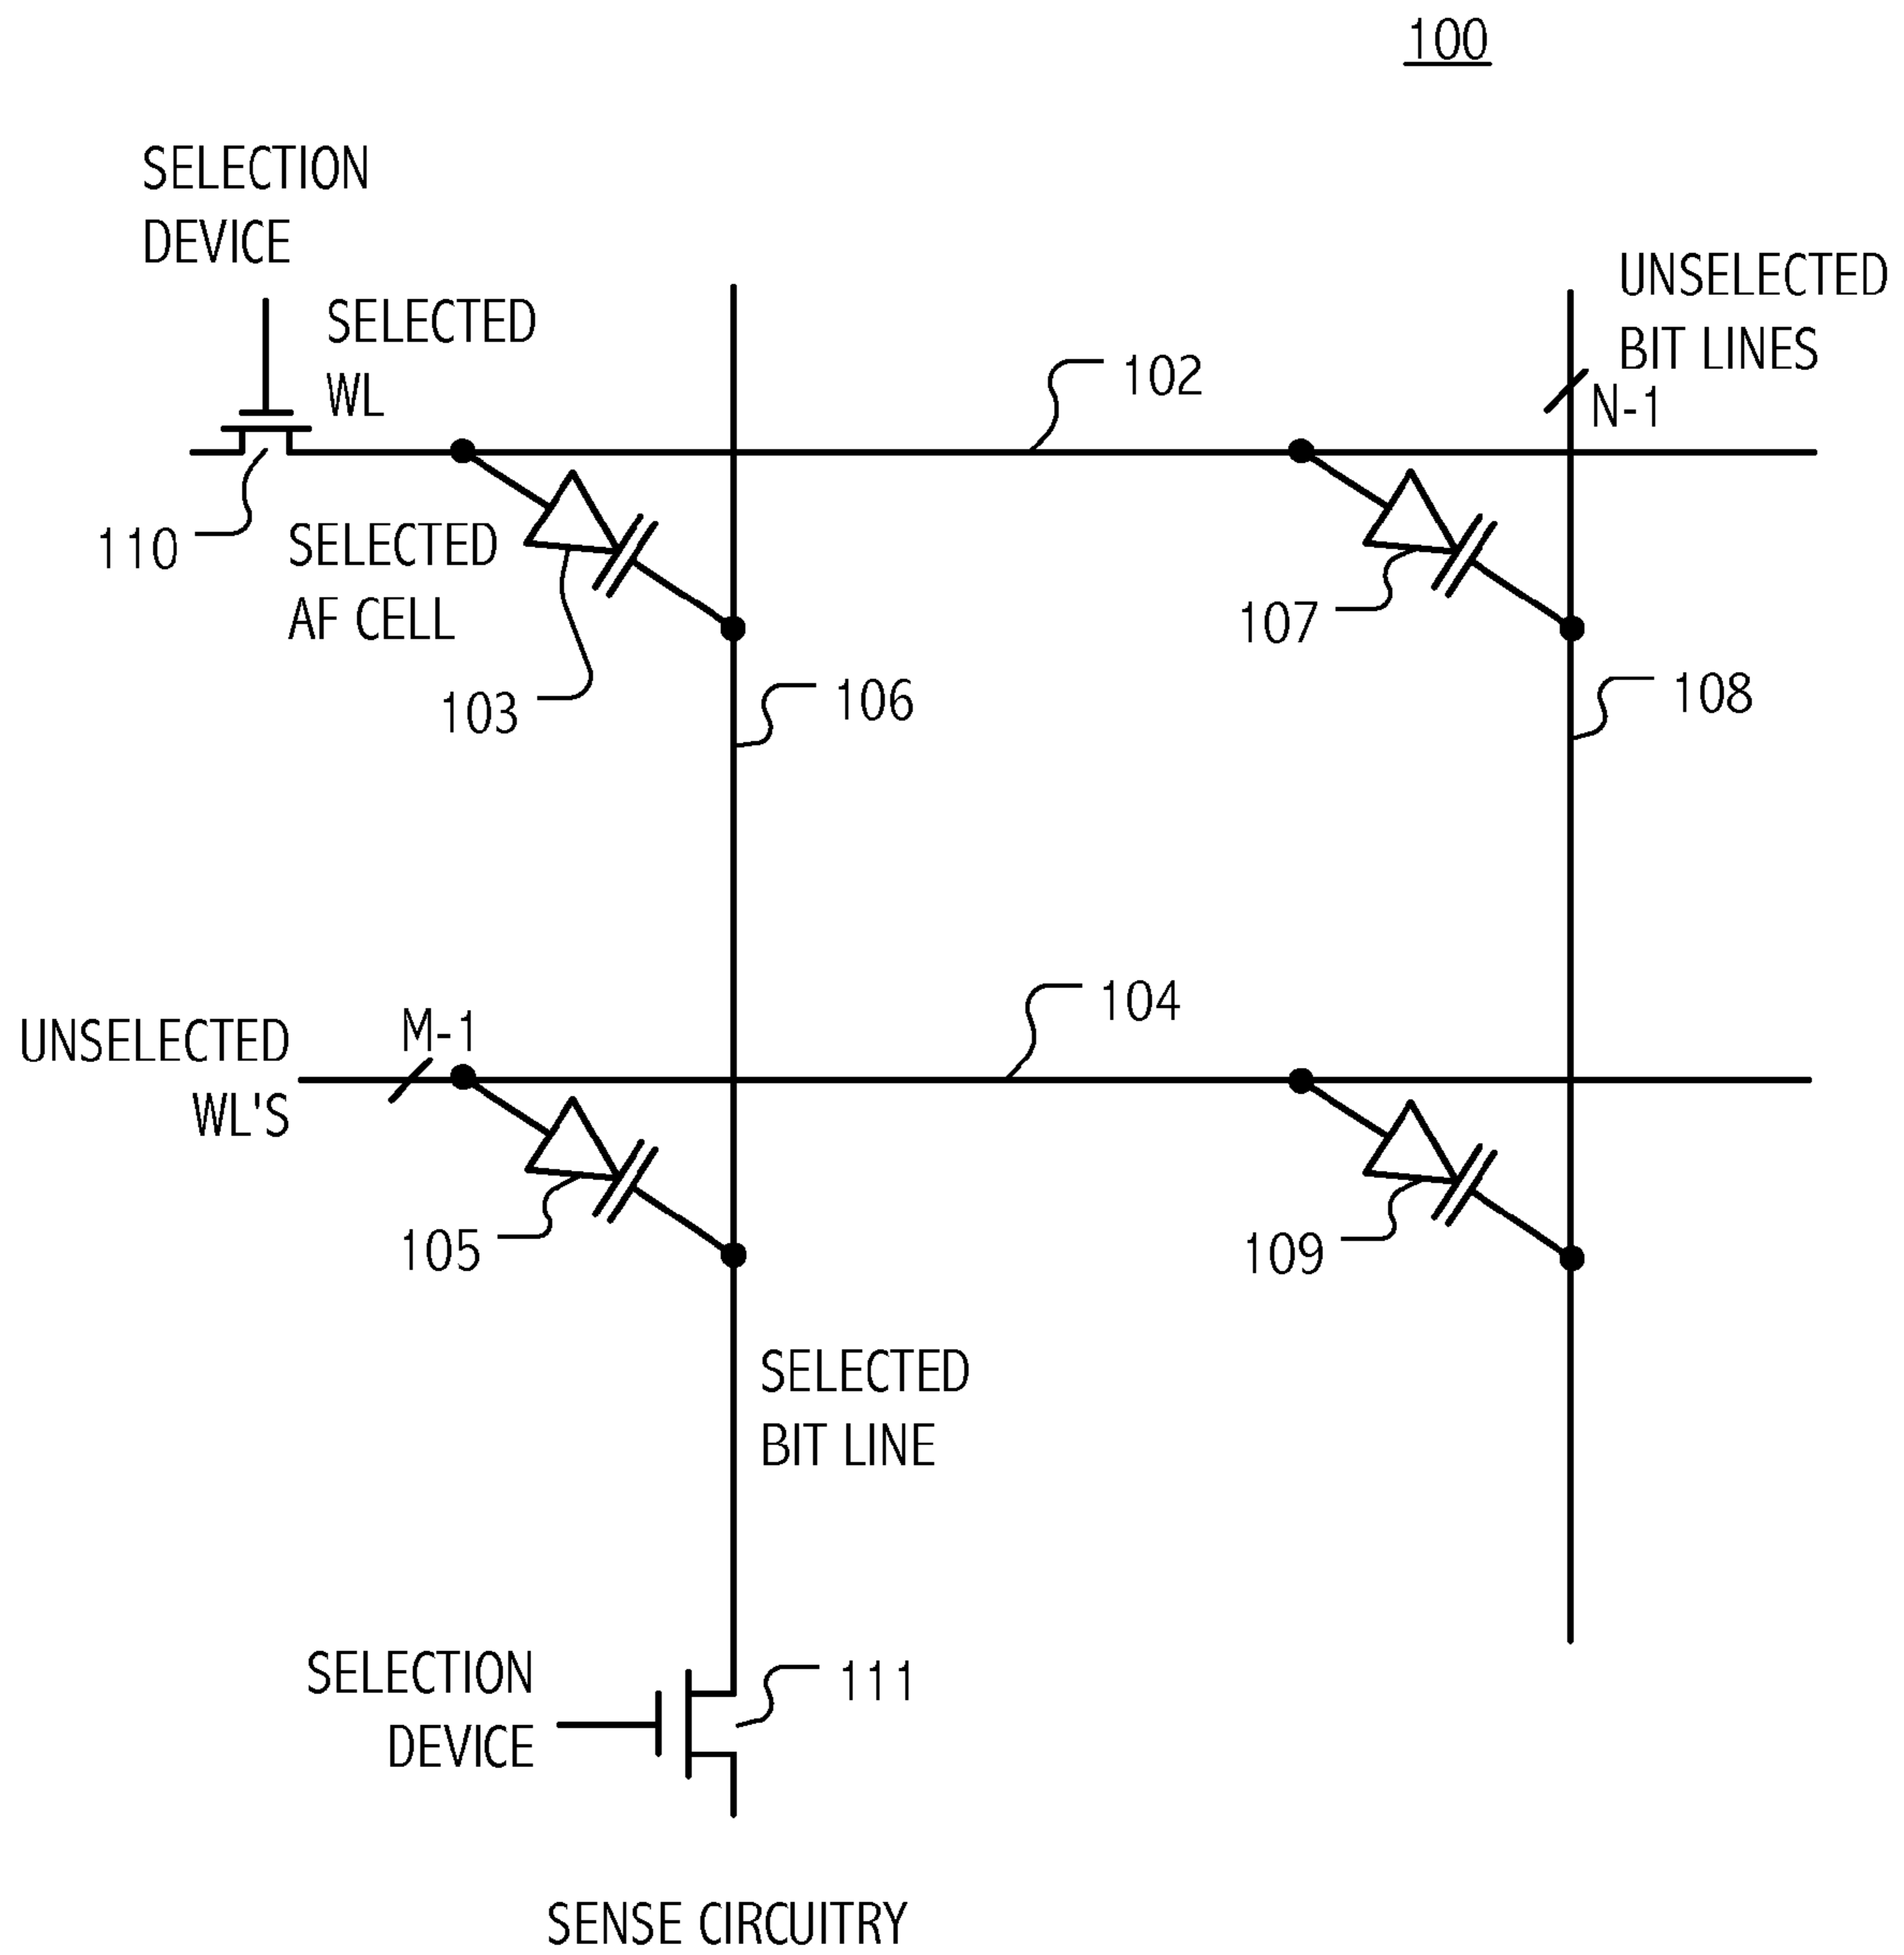 100
SELECTION
DEVICE
UNSELECTED
BIT LINES
SELECTED
WL
102
N-1
110
SELECTED
AF CELL
107
103
106
108
104
M-1
UNSELECTED
WL'S
105
109
SELECTED
BIT LINE
SELECTION
DEVICE
111
SENSE CIRCUITRY